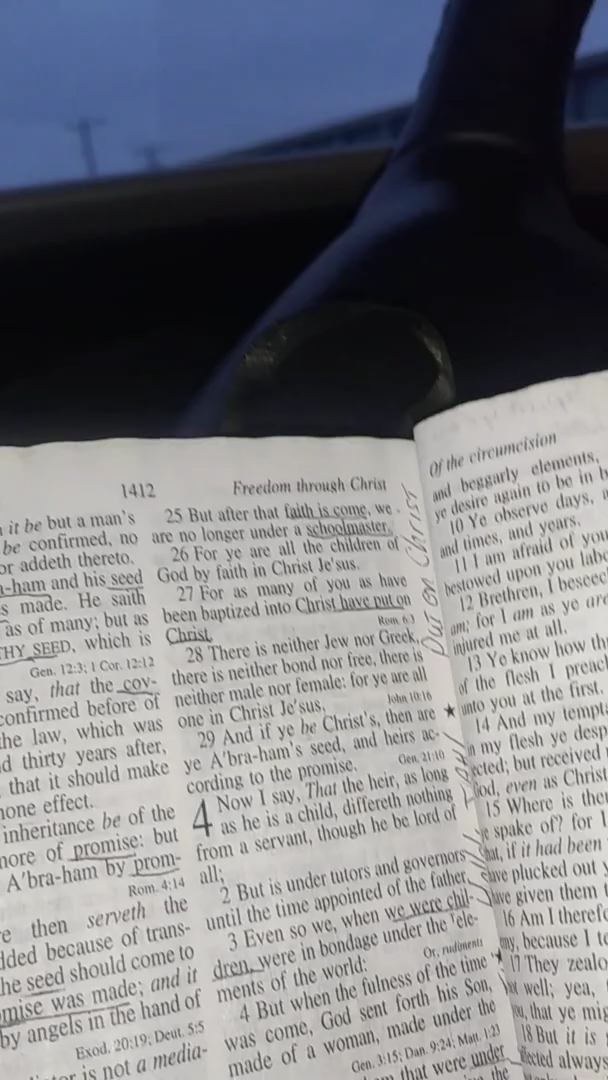 1412
Freedom through Christ
it be but a man's
be confirmed, no
or addeth thereto.
-ham and his seed
s made. He saith
as of many; but as
THY SEED, which is
Gen. 12:3; 1 Cor. 12:12
say, that the cov-
confirmed before of
the law, which was
d thirty years after,
that it should make
none effect.
inheritance be of the
more of promise: but
A'bra-ham by prom-
Rom. 4:14
then serveth the
dded because of trans-
he seed should come to
mise was made; and it
by angels in the hand of
Exod. 20:19; Deut. 5:5
is not a media-
25 But after that faith is come, we
are no longer under a schoolmaster.
26 For ye are all the children of
God by faith in Christ Je'sus.
27 For as many of you as have
been baptized into Christ have put on
Christ.
Rom. 6:3
28 There is neither Jew nor Greek,
there is neither bond nor free, there is
neither male nor female: for ye are all
one in Christ Je'sus.
John 10:16
29 And if ye be Christ's, then are
ye A'bra-ham's seed, and heirs ac-
cording to the promise.
Gen. 21:10
4 Now I say, That the heir, as long
as he is a child, differeth nothing
from a servant, though he be lord of
all;
2 But is under tutors and governors
until the time appointed of the father.
3 Even so we, when we were chil-
dren, were in bondage under the 'ele-
ments of the world:
Or, rudiments
4 But when the fulness of the time
was come, God sent forth his Son,
made of a woman, made under the
Gen. 3:15; Dan. 9:24; Matt. 1:23
that were under
the
Put on Christ
Of the circumcision
and beggarly elements,
ye desire again to be in b
10 Ye observe days,
and times, and years.
11 I am afraid of you
bestowed upon you labo
12 Brethren, I beseec
am; for I am as ye are
injured me at all.
13 Ye know how th
of the flesh I preach
unto you at the first.
14 And my tempt
in my flesh ye desp
ected; but received
God, even as Christ
15 Where is then
ye spake of? for I
that, if it had been
have plucked out y
have given them t
16 Am I therefo
my, because I te
17 They zealo
not well; yea,
you, that ye mig
18 But it is
affected always